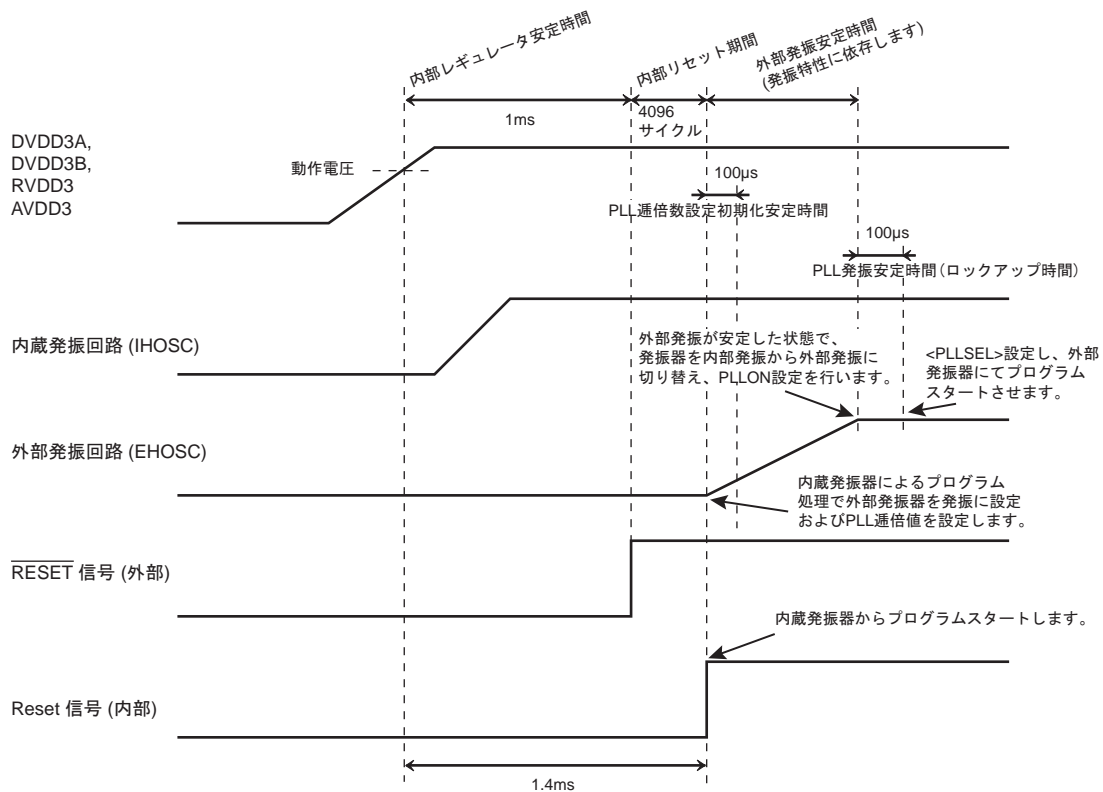 内部レギュレータ安定時間
内部リセット期間
外部発振安定時間
(発振特性に依存します)
1ms
4096
サイクル
DVDD3A,
DVDD3B,
RVDD3
AVDD3
動作電圧
100µs
PLL逓倍数設定初期化安定時間
100µs
PLL発振安定時間(ロックアップ時間)
内蔵発振回路 (IHOSC)
外部発振が安定した状態で、
発振器を内部発振から外部発振に
切り替え、PLLON設定を行います。
<PLLSEL>設定し、外部
発振器にてプログラム
スタートさせます。
外部発振回路 (EHOSC)
内蔵発振器によるプログラム
処理で外部発振器を発振に設定
およびPLL逓倍値を設定します。
RESET 信号 (外部)
内蔵発振器からプログラムスタートします。
Reset 信号 (内部)
1.4ms